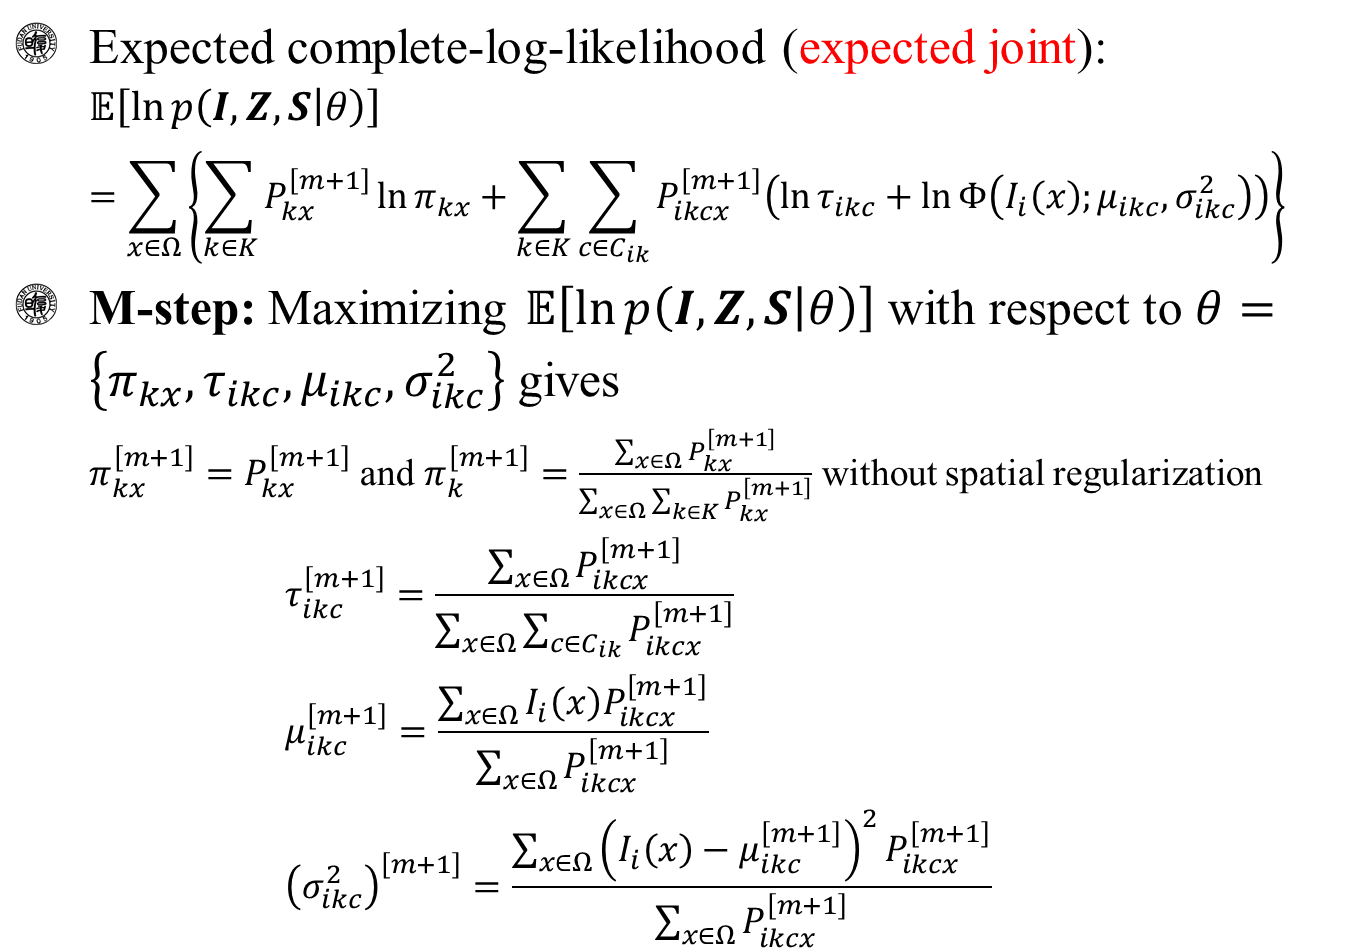 Expected complete-log-likelihood (expected joint):
𝔼[ln p(I, Z, S|θ)]
= ∑_{x∈Ω} { ∑_{k∈K} P_{kx}^{[m+1]} ln π_{kx} + ∑_{k∈K} ∑_{c∈C_{ik}} P_{ikcx}^{[m+1]} (ln τ_{ikc} + ln Φ(I_i(x); μ_{ikc}, σ_{ikc}^2)) }
M-step: Maximizing 𝔼[ln p(I, Z, S|θ)] with respect to θ =
{π_{kx}, τ_{ikc}, μ_{ikc}, σ_{ikc}^2} gives
π_{kx}^{[m+1]} = P_{kx}^{[m+1]} and π_k^{[m+1]} = \frac{∑_{x∈Ω} P_{kx}^{[m+1]}}{∑_{x∈Ω} ∑_{k∈K} P_{kx}^{[m+1]}} without spatial regularization
τ_{ikc}^{[m+1]} = \frac{∑_{x∈Ω} P_{ikcx}^{[m+1]}}{∑_{x∈Ω} ∑_{c∈C_{ik}} P_{ikcx}^{[m+1]}}
μ_{ikc}^{[m+1]} = \frac{∑_{x∈Ω} I_i(x) P_{ikcx}^{[m+1]}}{∑_{x∈Ω} P_{ikcx}^{[m+1]}}
(σ_{ikc}^2)^{[m+1]} = \frac{∑_{x∈Ω} (I_i(x) − μ_{ikc}^{[m+1]})^2 P_{ikcx}^{[m+1]}}{∑_{x∈Ω} P_{ikcx}^{[m+1]}}